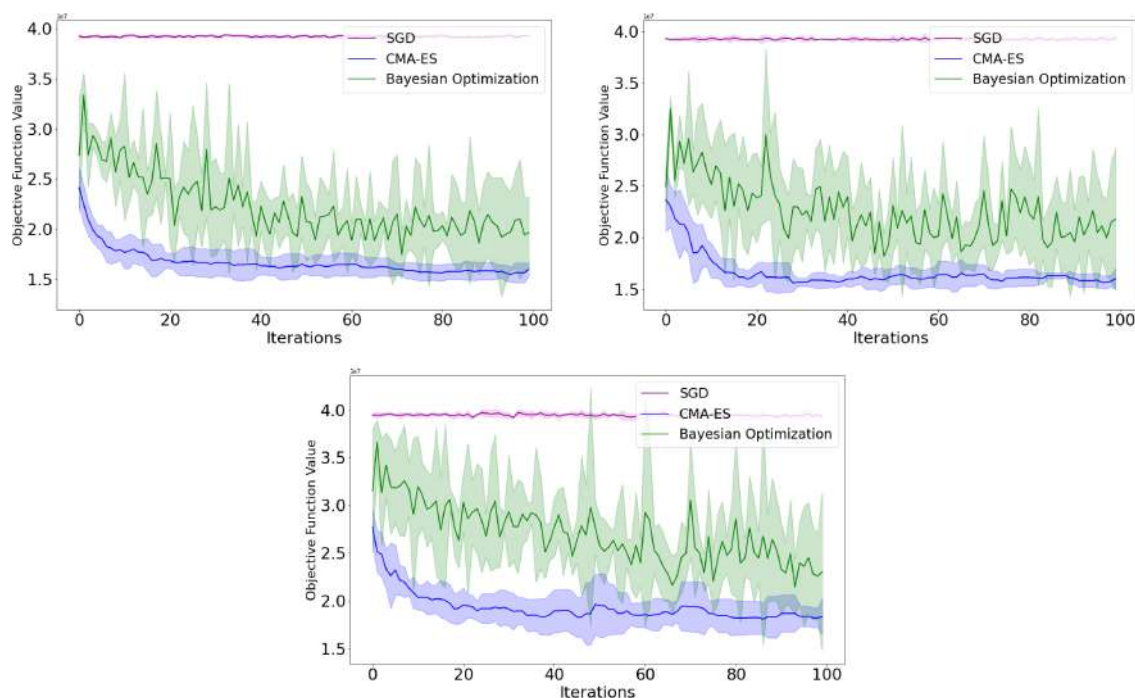 1e7
4.0
3.5
3.0
2.5
2.0
1.5
Objective Function Value
0
20
40
60
80
100
Iterations
SGD
CMA-ES
Bayesian Optimization
1e7
4.0
3.5
3.0
2.5
2.0
1.5
Objective Function Value
0
20
40
60
80
100
Iterations
SGD
CMA-ES
Bayesian Optimization
1e7
4.0
3.5
3.0
2.5
2.0
1.5
Objective Function Value
0
20
40
60
80
100
Iterations
SGD
CMA-ES
Bayesian Optimization